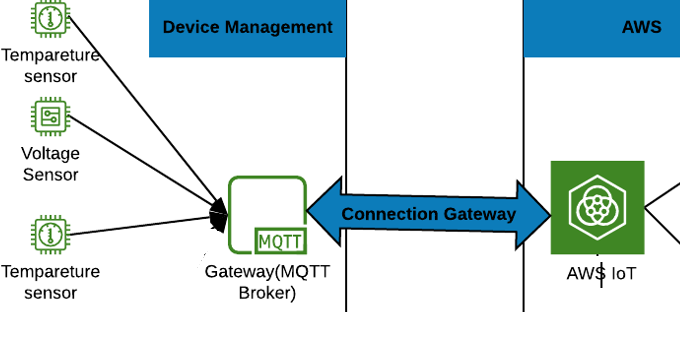 Device Management
AWS
Tempareture
sensor
Voltage
Sensor
Connection Gateway
MQTT
Tempareture
sensor
Gateway(MQTT
Broker)
AWS IoT